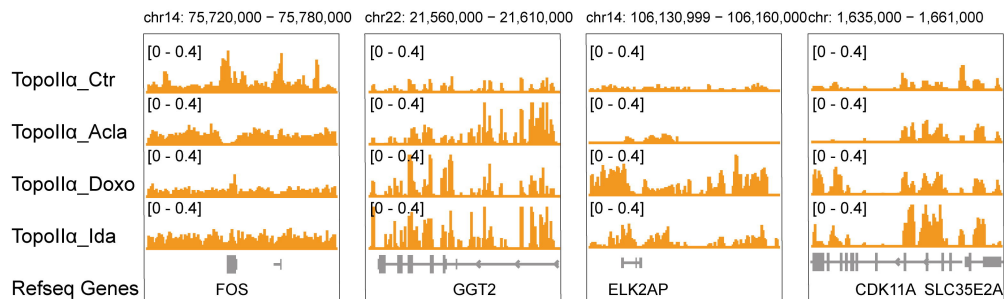 chr14: 75,720,000 – 75,780,000 chr22: 21,560,000 – 21,610,000 chr14: 106,130,999 – 106,160,000 chr: 1,635,000 – 1,661,000
TopoIIα_Ctr [0 - 0.4] [0 - 0.4] [0 - 0.4] [0 - 0.4]
TopoIIα_Acla [0 - 0.4] [0 - 0.4] [0 - 0.4] [0 - 0.4]
TopoIIα_Doxo [0 - 0.4] [0 - 0.4] [0 - 0.4] [0 - 0.4]
TopoIIα_Ida [0 - 0.4] [0 - 0.4] [0 - 0.4] [0 - 0.4]
Refseq Genes FOS GGT2 ELK2AP CDK11A SLC35E2A